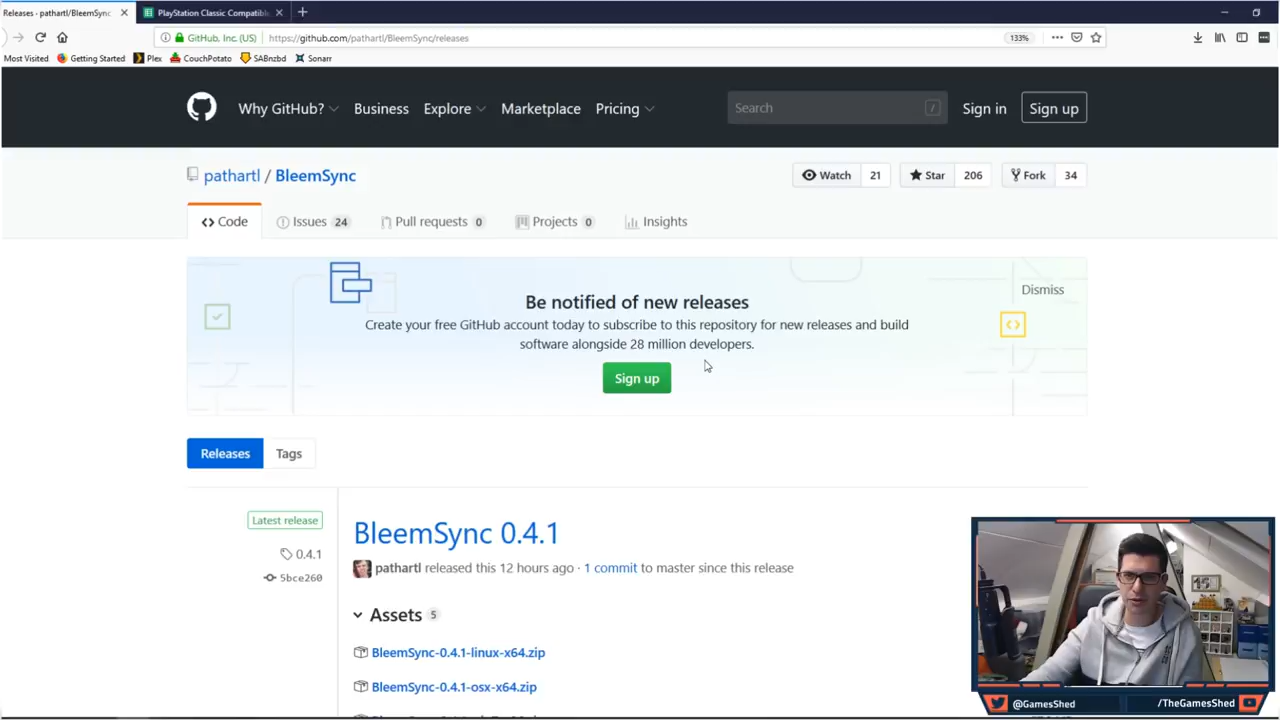 Releases - pathartl/BleemSync
PlayStation Classic Compatible
GitHub, Inc. (US)
https://github.com/pathartl/BleemSync/releases
133%
Most Visited
Getting Started
Plex
CouchPotato
SABnzbd
Sonarr
Why GitHub?
Business
Explore
Marketplace
Pricing
Search
/
Sign in
Sign up
pathartl / BleemSync
Watch 21
Star 206
Fork 34
Code
Issues 24
Pull requests 0
Projects 0
Insights
Be notified of new releases
Dismiss
Create your free GitHub account today to subscribe to this repository for new releases and build
software alongside 28 million developers.
Sign up
Releases
Tags
Latest release
0.4.1
5bce260
BleemSync 0.4.1
pathartl released this 12 hours ago · 1 commit to master since this release
Assets 5
BleemSync-0.4.1-linux-x64.zip
BleemSync-0.4.1-osx-x64.zip
@GamesShed
/TheGamesShed